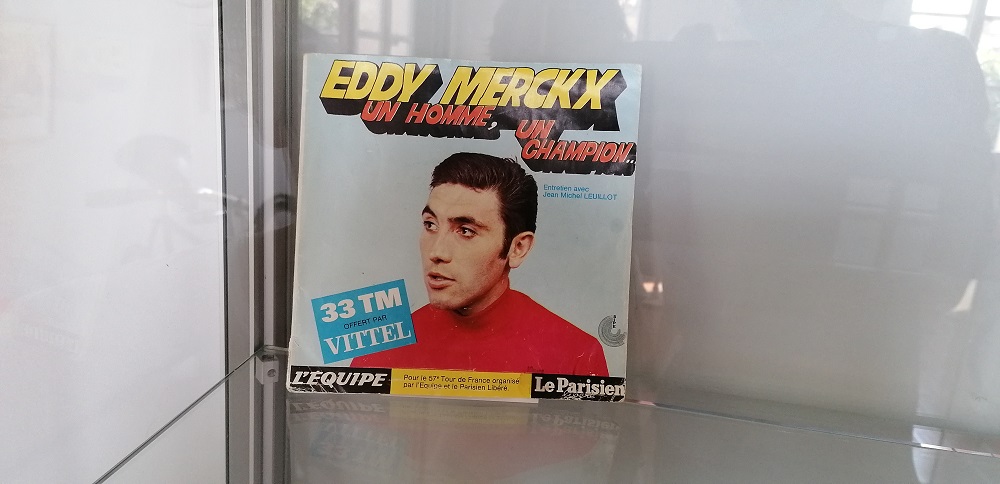 EDDY MERCKX
UN HOMME,
UN
CHAMPION..
Entretien avec
Jean Michel LEUILLOT
33 TM
OFFERT PAR
VITTEL
L'ÉQUIPE
Pour le 57e Tour de France organisé
par l'Equipe et le Parisien Libéré.
Le Parisien